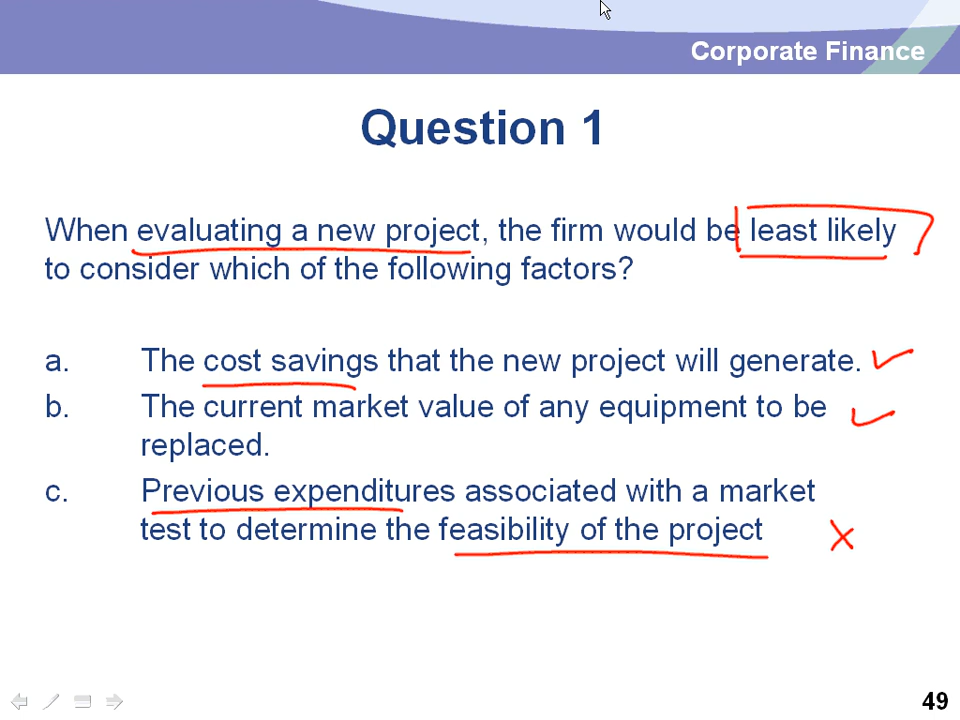 Corporate Finance
Question 1
When evaluating a new project, the firm would be least likely
to consider which of the following factors?
a. The cost savings that the new project will generate.
b. The current market value of any equipment to be
replaced.
c. Previous expenditures associated with a market
test to determine the feasibility of the project
49